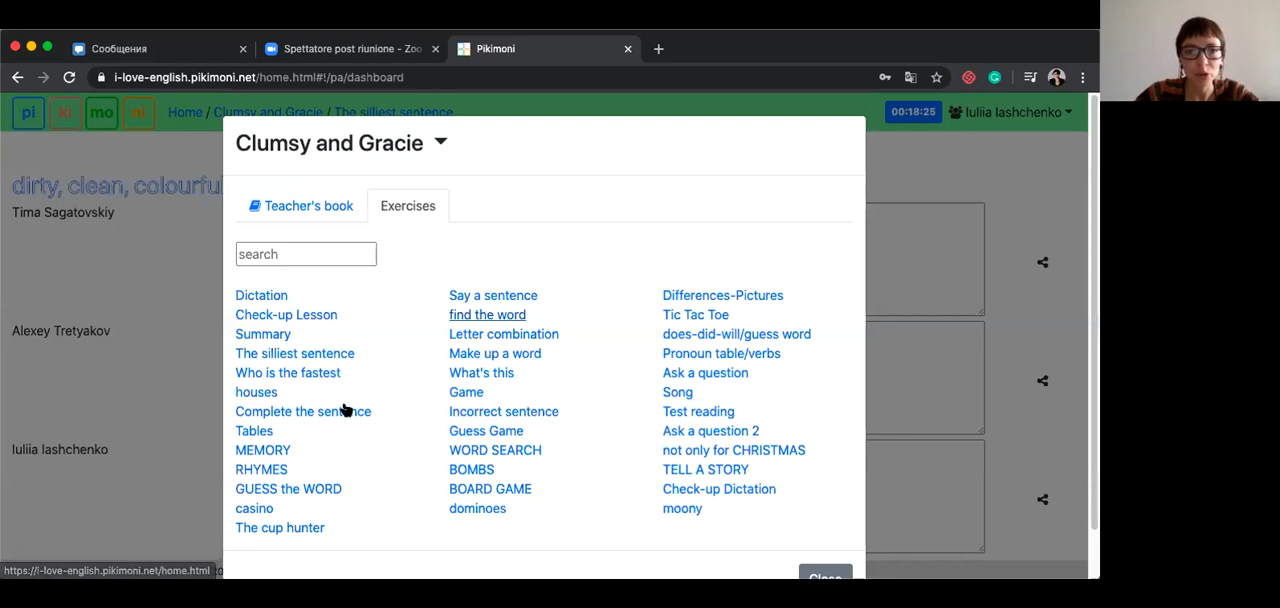 Сообщения
Spettatore post riunione - Zoo
Pikimoni
i-love-english.pikimoni.net/home.html#!/pa/dashboard
pi ki mo ni Home / Clumsy and Gracie / The silliest sentence 00:18:25 Iuliia Iashchenko
Clumsy and Gracie
dirty, clean, colourful
Tima Sagatovskiy
Alexey Tretyakov
Iuliia Iashchenko
Teacher's book Exercises
search
Dictation
Check-up Lesson
Summary
The silliest sentence
Who is the fastest
houses
Complete the sentence
Tables
MEMORY
RHYMES
GUESS the WORD
casino
The cup hunter
Say a sentence
find the word
Letter combination
Make up a word
What's this
Game
Incorrect sentence
Guess Game
WORD SEARCH
BOMBS
BOARD GAME
dominoes
Differences-Pictures
Tic Tac Toe
does-did-will/guess word
Pronoun table/verbs
Ask a question
Song
Test reading
Ask a question 2
not only for CHRISTMAS
TELL A STORY
Check-up Dictation
moony
Close
https://i-love-english.pikimoni.net/home.html